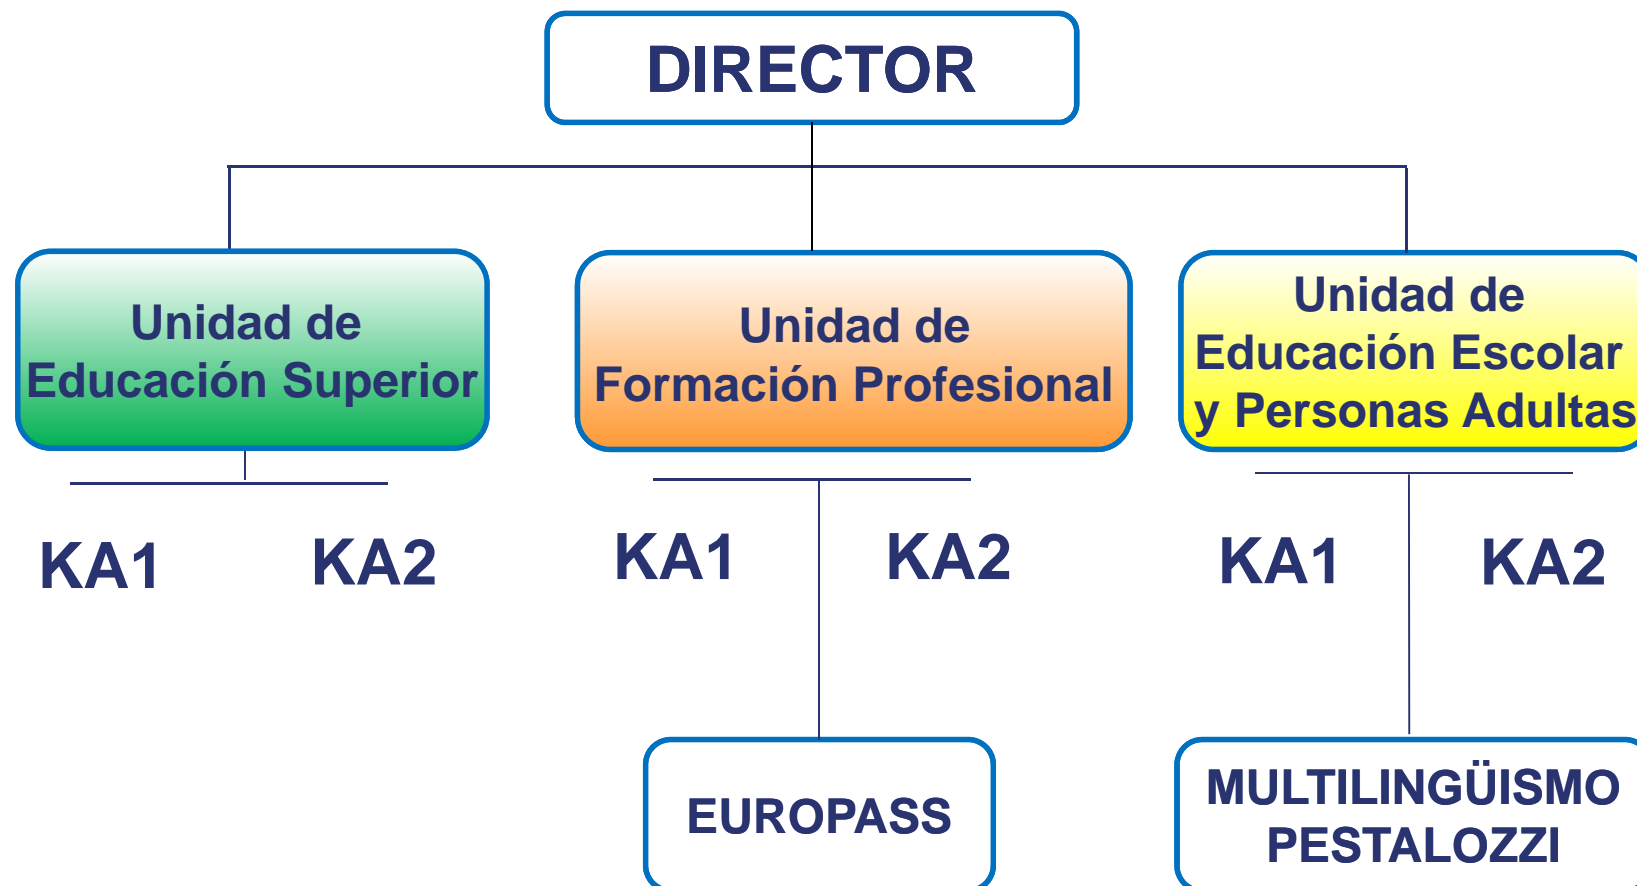 DIRECTOR
Unidad de
Educación Superior
Unidad de
Formación Profesional
Unidad de
Educación Escolar
y Personas Adultas
KA1
KA2
KA1
KA2
KA1
KA2
EUROPASS
MULTILINGÜISMO
PESTALOZZI